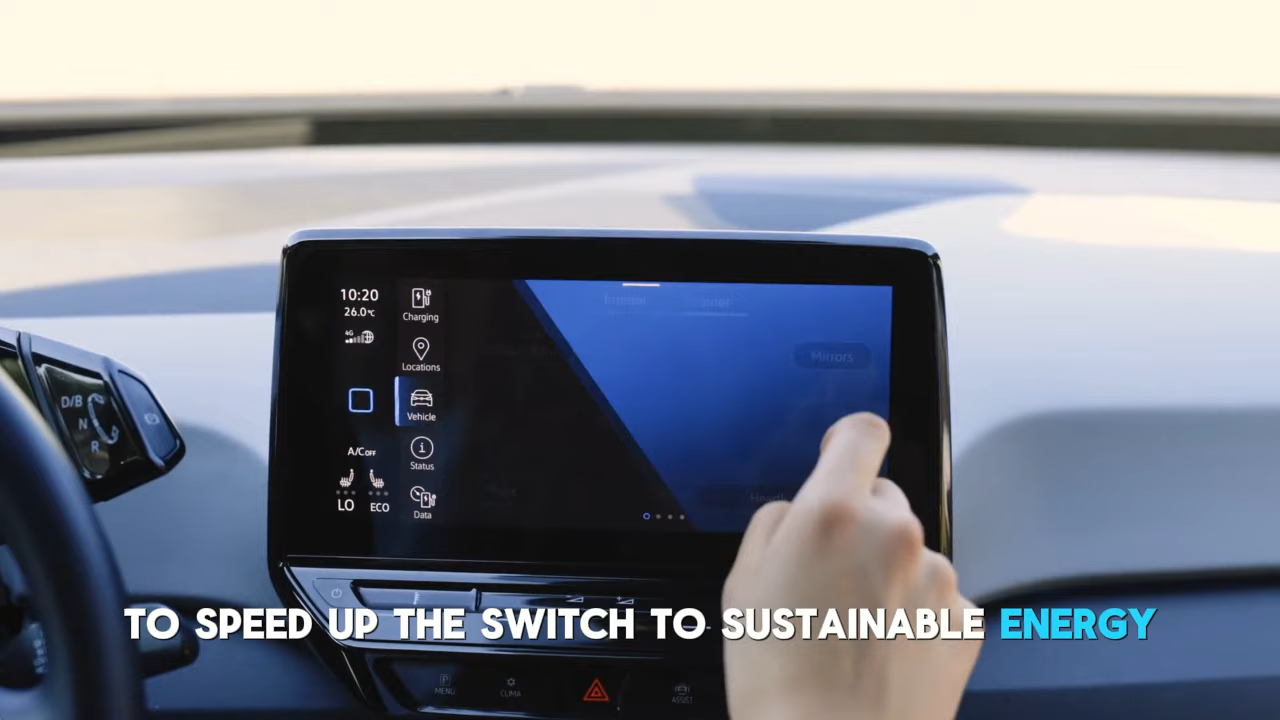 10:20
26.0°C
4G
Charging
Locations
Vehicle
Status
Data
A/C OFF
LO ECO
Mirrors
D/B
N
R
TO SPEED UP THE SWITCH TO SUSTAINABLE ENERGY
P
MENU
CLIMA
ASSIST